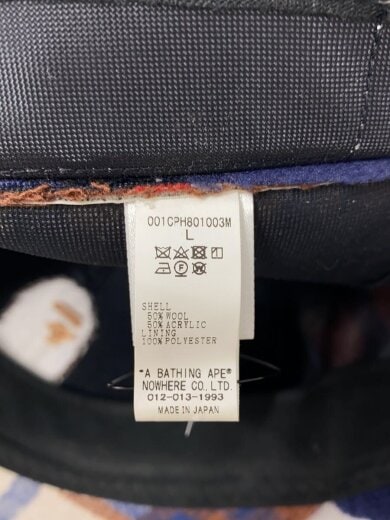 001CPH801003M
L
SHELL
50% WOOL
50% ACRYLIC
LINING
100% POLYESTER
"A BATHING APE"
NOWHERE CO., LTD.
012-013-1993
MADE IN JAPAN